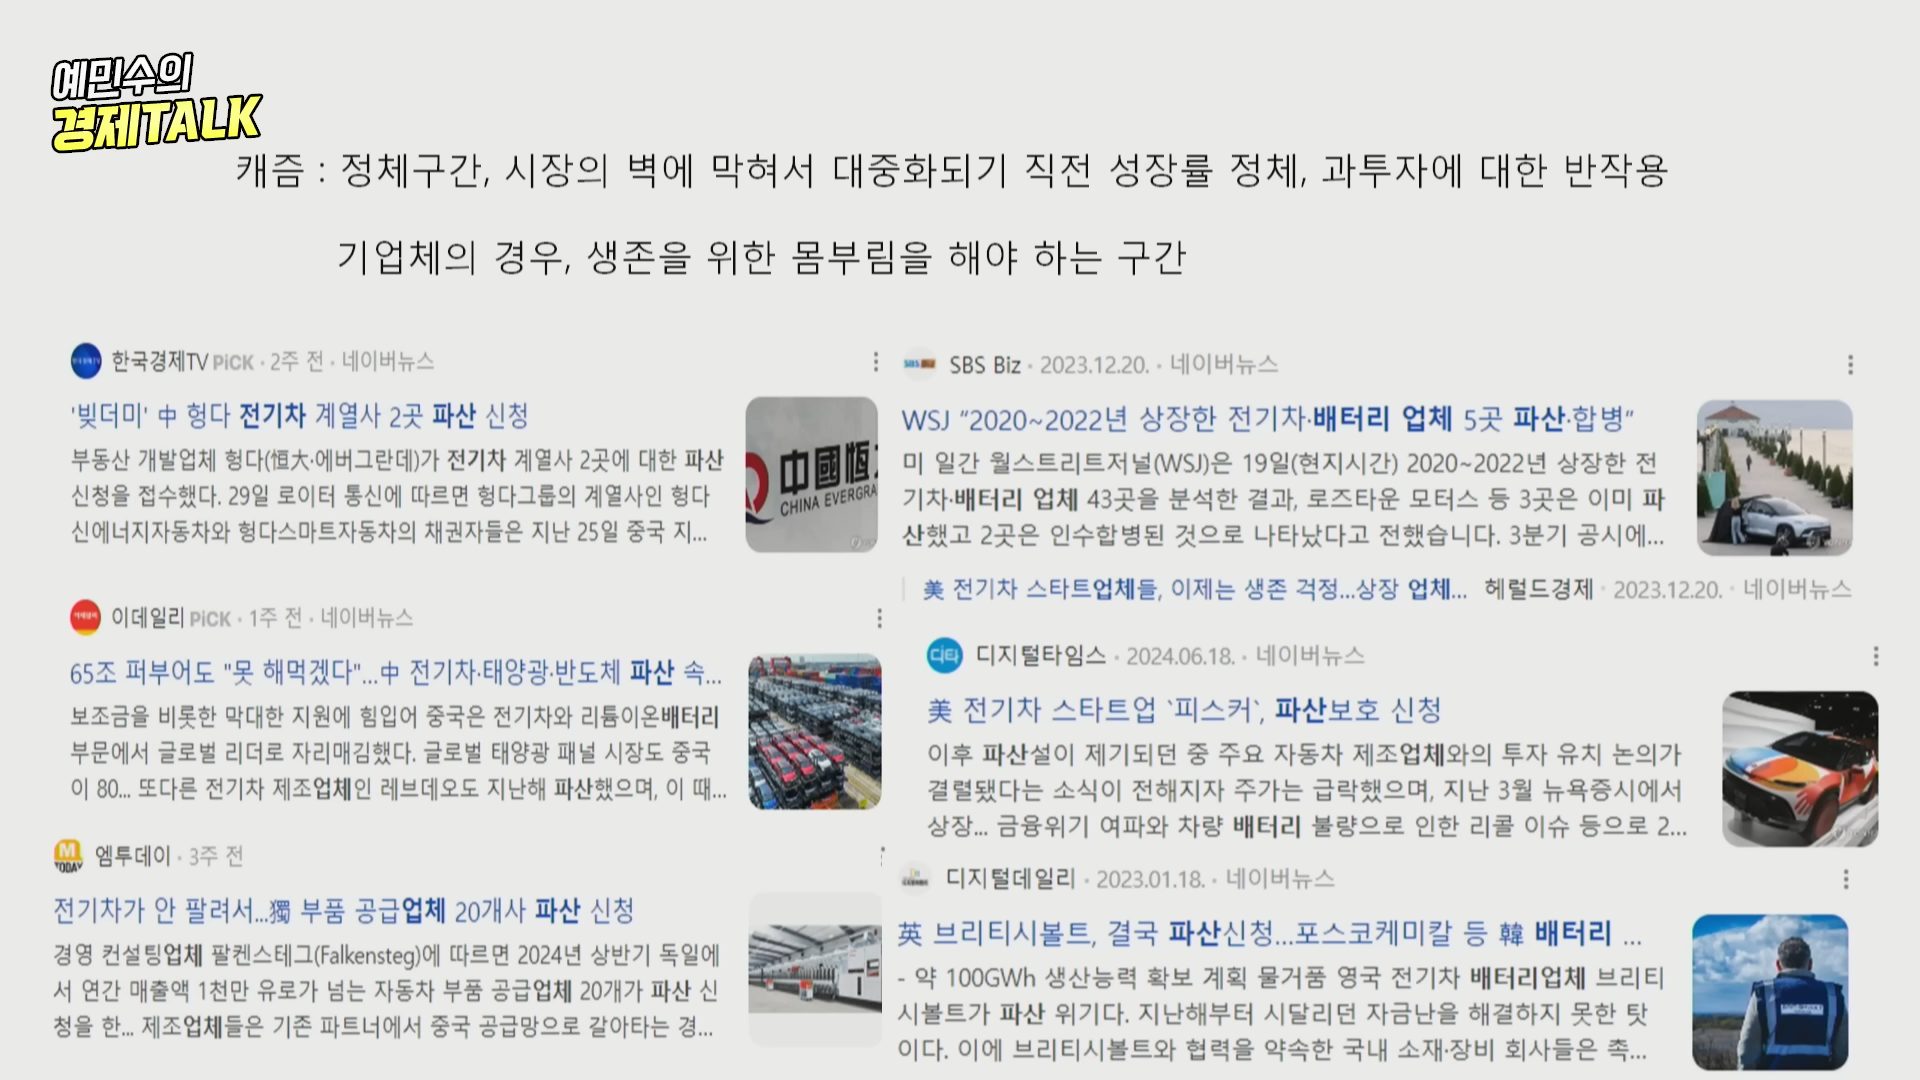 예민수의
경제TALK
캐즘 : 정체구간, 시장의 벽에 막혀서 대중화되기 직전 성장률 정체, 과투자에 대한 반작용
기업체의 경우, 생존을 위한 몸부림을 해야 하는 구간
한국경제TV PiCK · 2주 전 · 네이버뉴스
'빚더미' 中 헝다 전기차 계열사 2곳 파산 신청
부동산 개발업체 헝다(恒大·에버그란데)가 전기차 계열사 2곳에 대한 파산
신청을 접수했다. 29일 로이터 통신에 따르면 헝다그룹의 계열사인 헝다
신에너지자동차와 헝다스마트자동차의 채권자들은 지난 25일 중국 지...
中國恆
CHINA EVERGRA
이데일리 PiCK · 1주 전 · 네이버뉴스
65조 퍼부어도 "못 해먹겠다"...中 전기차·태양광·반도체 파산 속...
보조금을 비롯한 막대한 지원에 힘입어 중국은 전기차와 리튬이온배터리
부문에서 글로벌 리더로 자리매김했다. 글로벌 태양광 패널 시장도 중국
이 80... 또다른 전기차 제조업체인 레브데오도 지난해 파산했으며, 이 때...
M
TODAY
엠투데이 · 3주 전
전기차가 안 팔려서...獨 부품 공급업체 20개사 파산 신청
경영 컨설팅업체 팔켄스테그(Falkensteg)에 따르면 2024년 상반기 독일에
서 연간 매출액 1천만 유로가 넘는 자동차 부품 공급업체 20개가 파산 신
청을 한... 제조업체들은 기존 파트너에서 중국 공급망으로 갈아타는 경...
SBS Biz
SBS Biz · 2023.12.20. · 네이버뉴스
WSJ “2020~2022년 상장한 전기차·배터리 업체 5곳 파산·합병”
미 일간 월스트리트저널(WSJ)은 19일(현지시간) 2020~2022년 상장한 전
기차·배터리 업체 43곳을 분석한 결과, 로즈타운 모터스 등 3곳은 이미 파
산했고 2곳은 인수합병된 것으로 나타났다고 전했습니다. 3분기 공시에...
美 전기차 스타트업체들, 이제는 생존 걱정...상장 업체... 헤럴드경제 · 2023.12.20. · 네이버뉴스
디타
디지털타임스 · 2024.06.18. · 네이버뉴스
美 전기차 스타트업 `피스커`, 파산보호 신청
이후 파산설이 제기되던 중 주요 자동차 제조업체와의 투자 유치 논의가
결렬됐다는 소식이 전해지자 주가는 급락했으며, 지난 3월 뉴욕증시에서
상장... 금융위기 여파와 차량 배터리 불량으로 인한 리콜 이슈 등으로 2...
디지털데일리 · 2023.01.18. · 네이버뉴스
英 브리티시볼트, 결국 파산신청...포스코케미칼 등 韓 배터리 ...
- 약 100GWh 생산능력 확보 계획 물거품 영국 전기차 배터리업체 브리티
시볼트가 파산 위기다. 지난해부터 시달리던 자금난을 해결하지 못한 탓
이다. 이에 브리티시볼트와 협력을 약속한 국내 소재·장비 회사들은 촉...